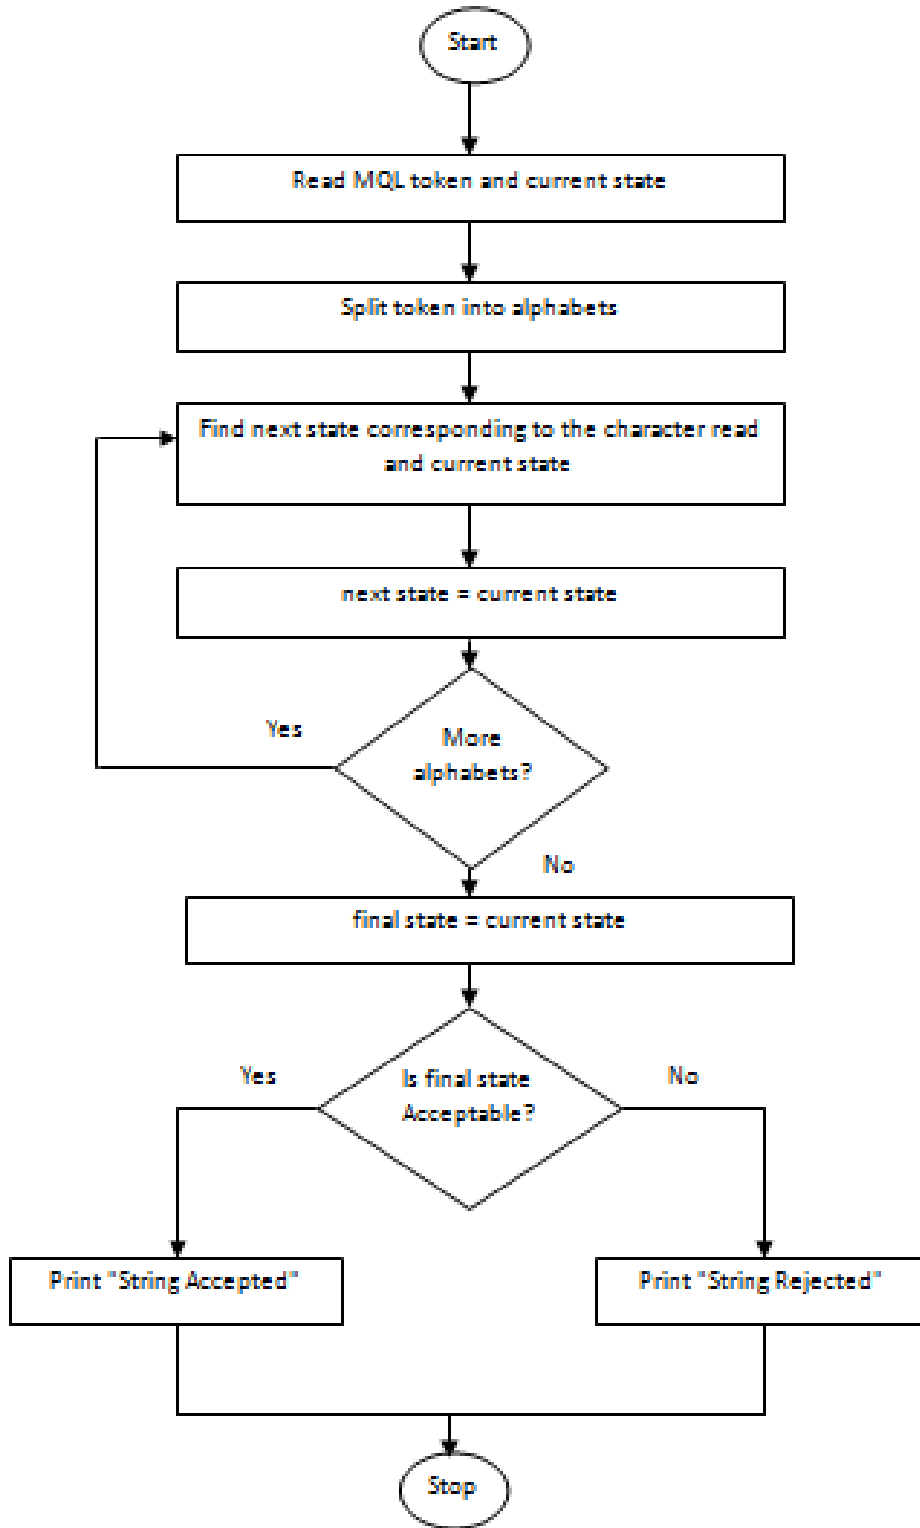 Start
Read MQL token and current state
Split token into alphabets
Find next state corresponding to the character read
and current state
next state = current state
Yes
More
alphabets?
No
final state = current state
Yes
Is final state
Acceptable?
No
Print "String Accepted"
Print "String Rejected"
Stop